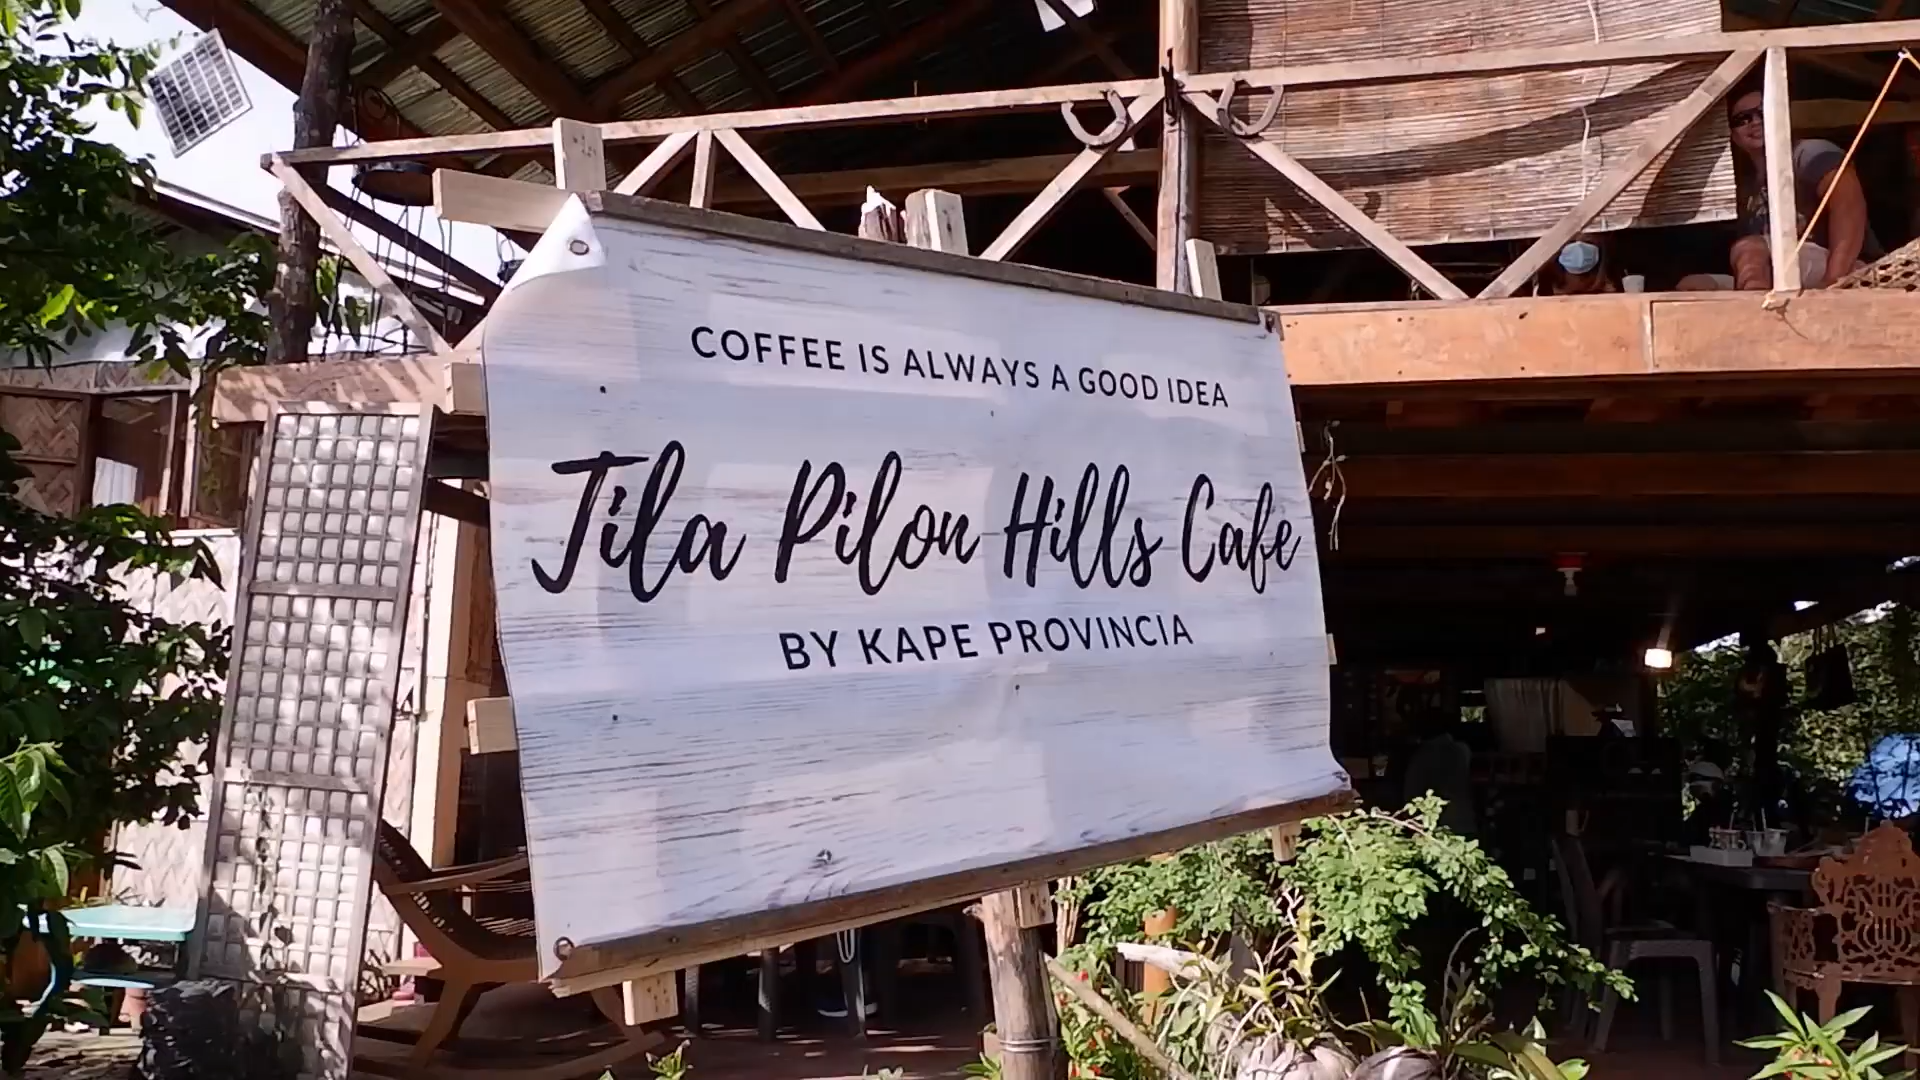 COFFEE IS ALWAYS A GOOD IDEA
Tila Pilon Hills Cafe
BY KAPE PROVINCIA